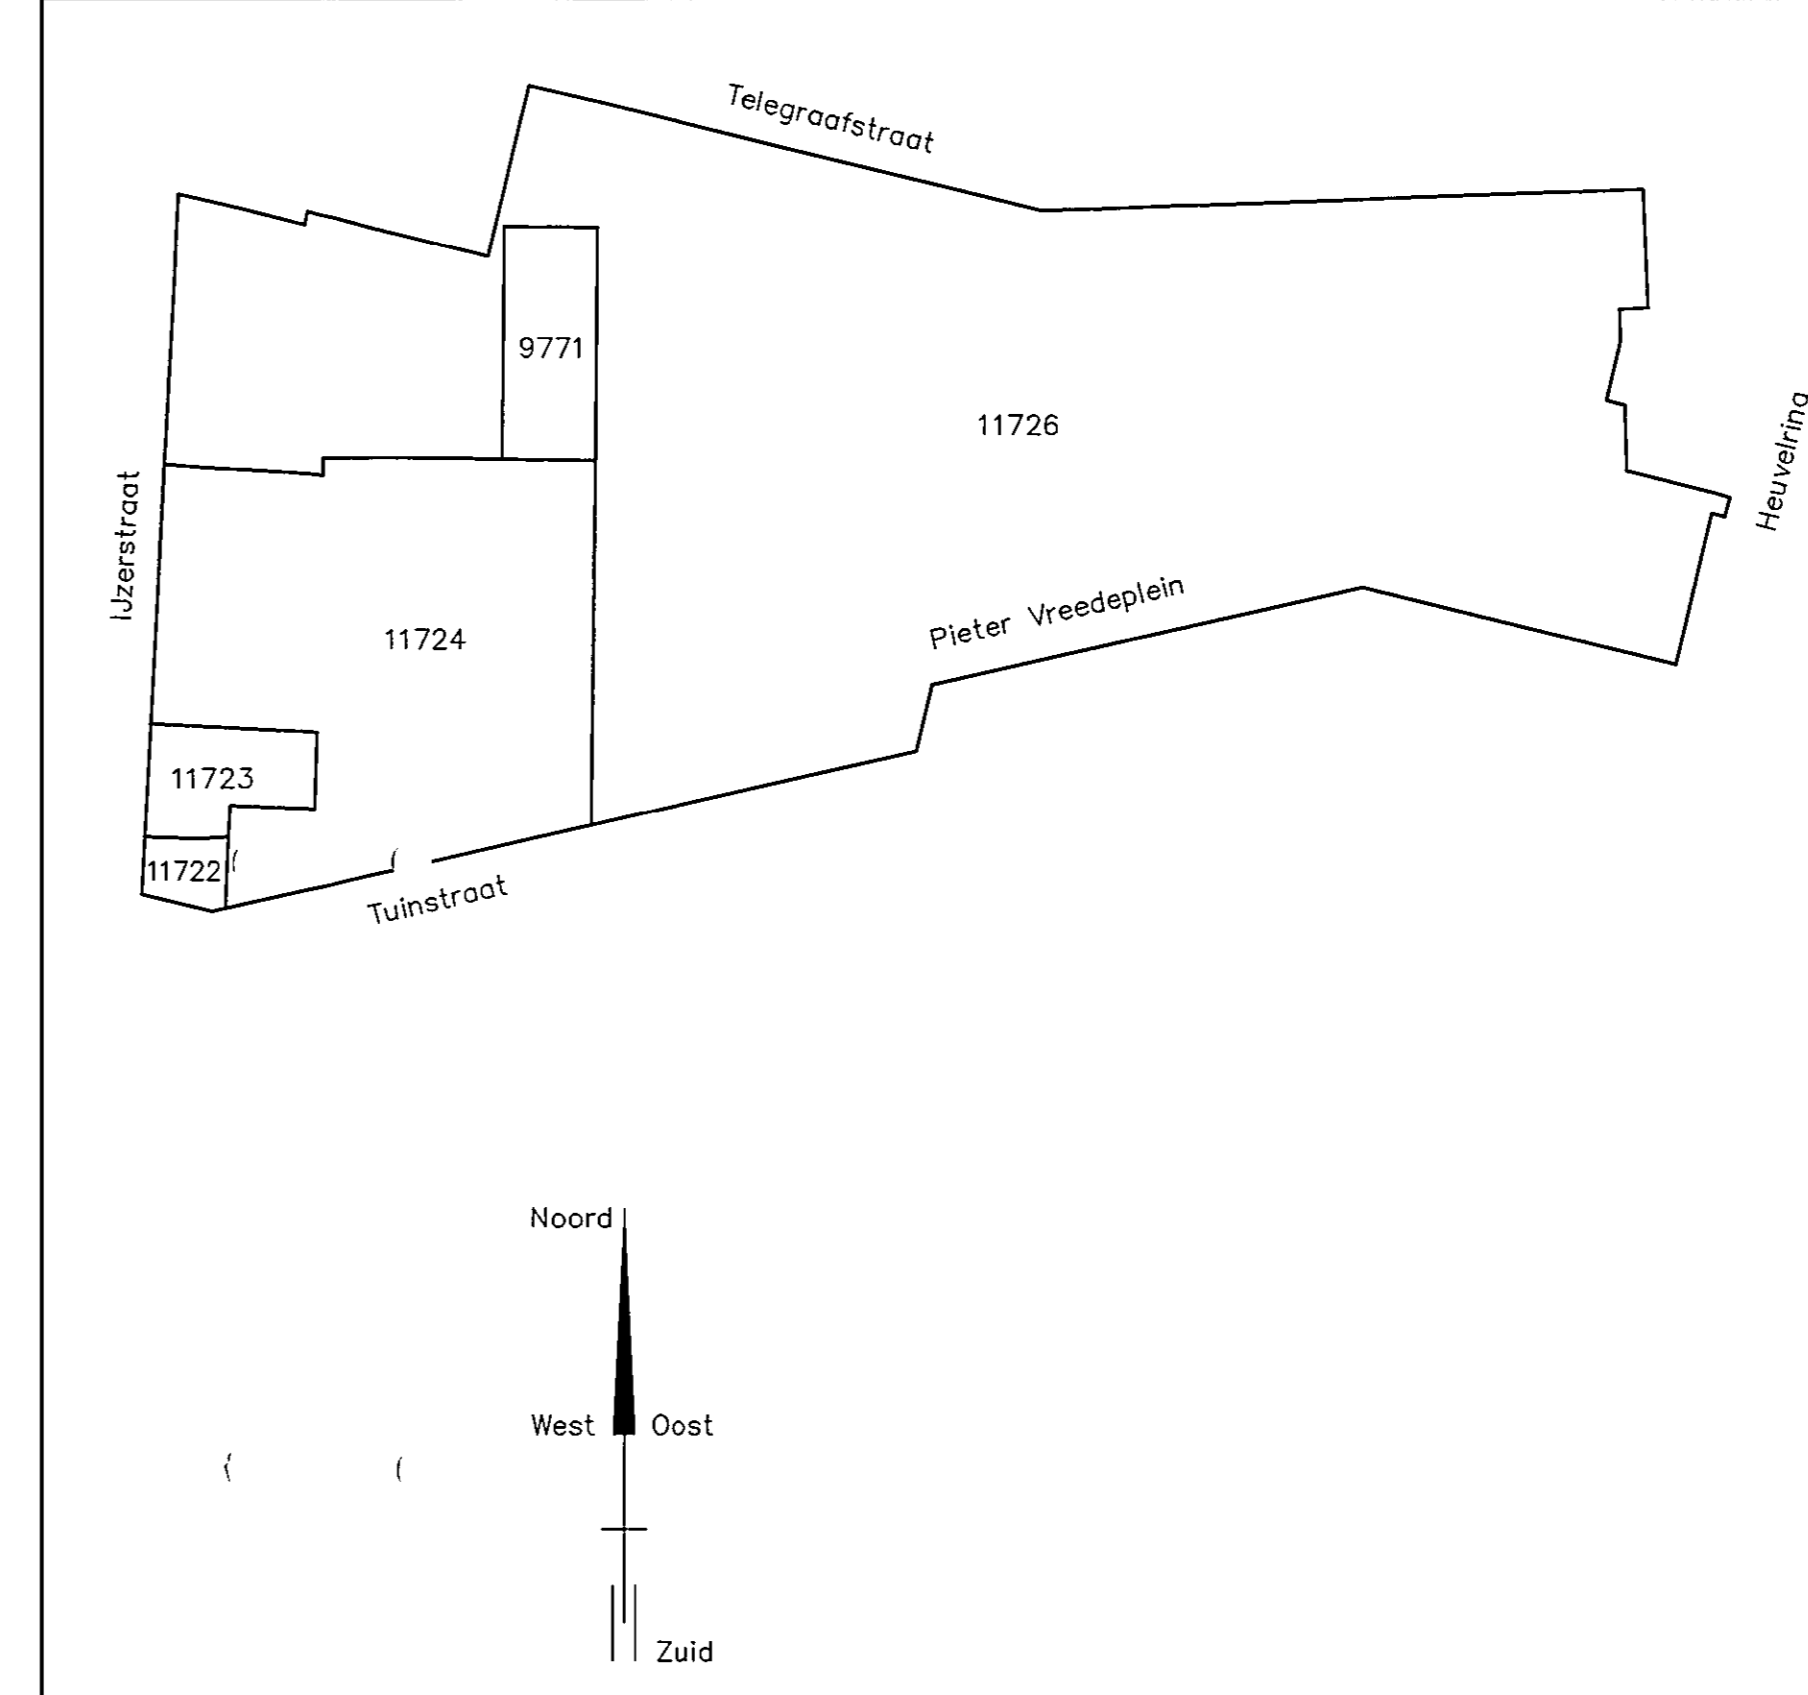 Telegraafstraat
9771
11726
Heuvelring
IJzerstraat
Pieter Vreedeplein
11724
11723
11722
Tuinstraat
Noord
West Oost
Zuid